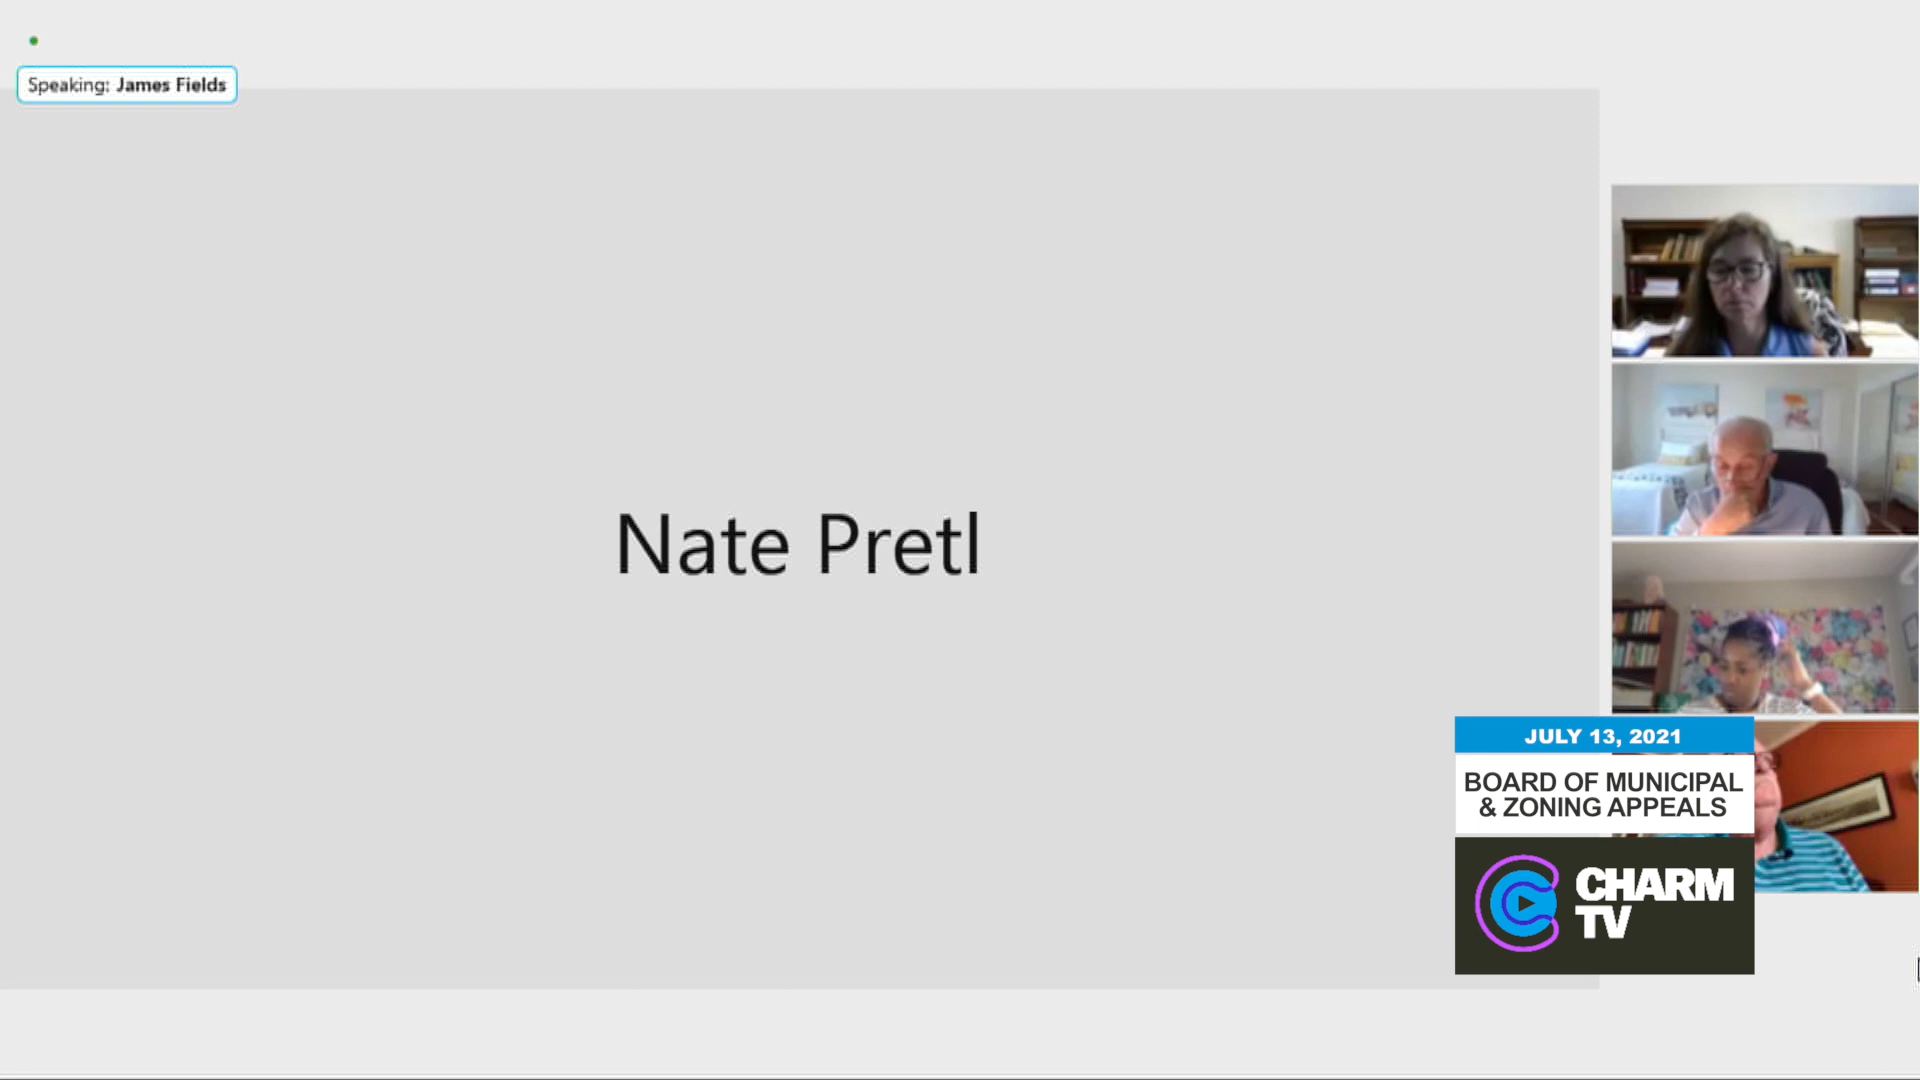 Speaking: James Fields
Nate Pretl
JULY 13, 2021
BOARD OF MUNICIPAL
& ZONING APPEALS
CHARM
TV